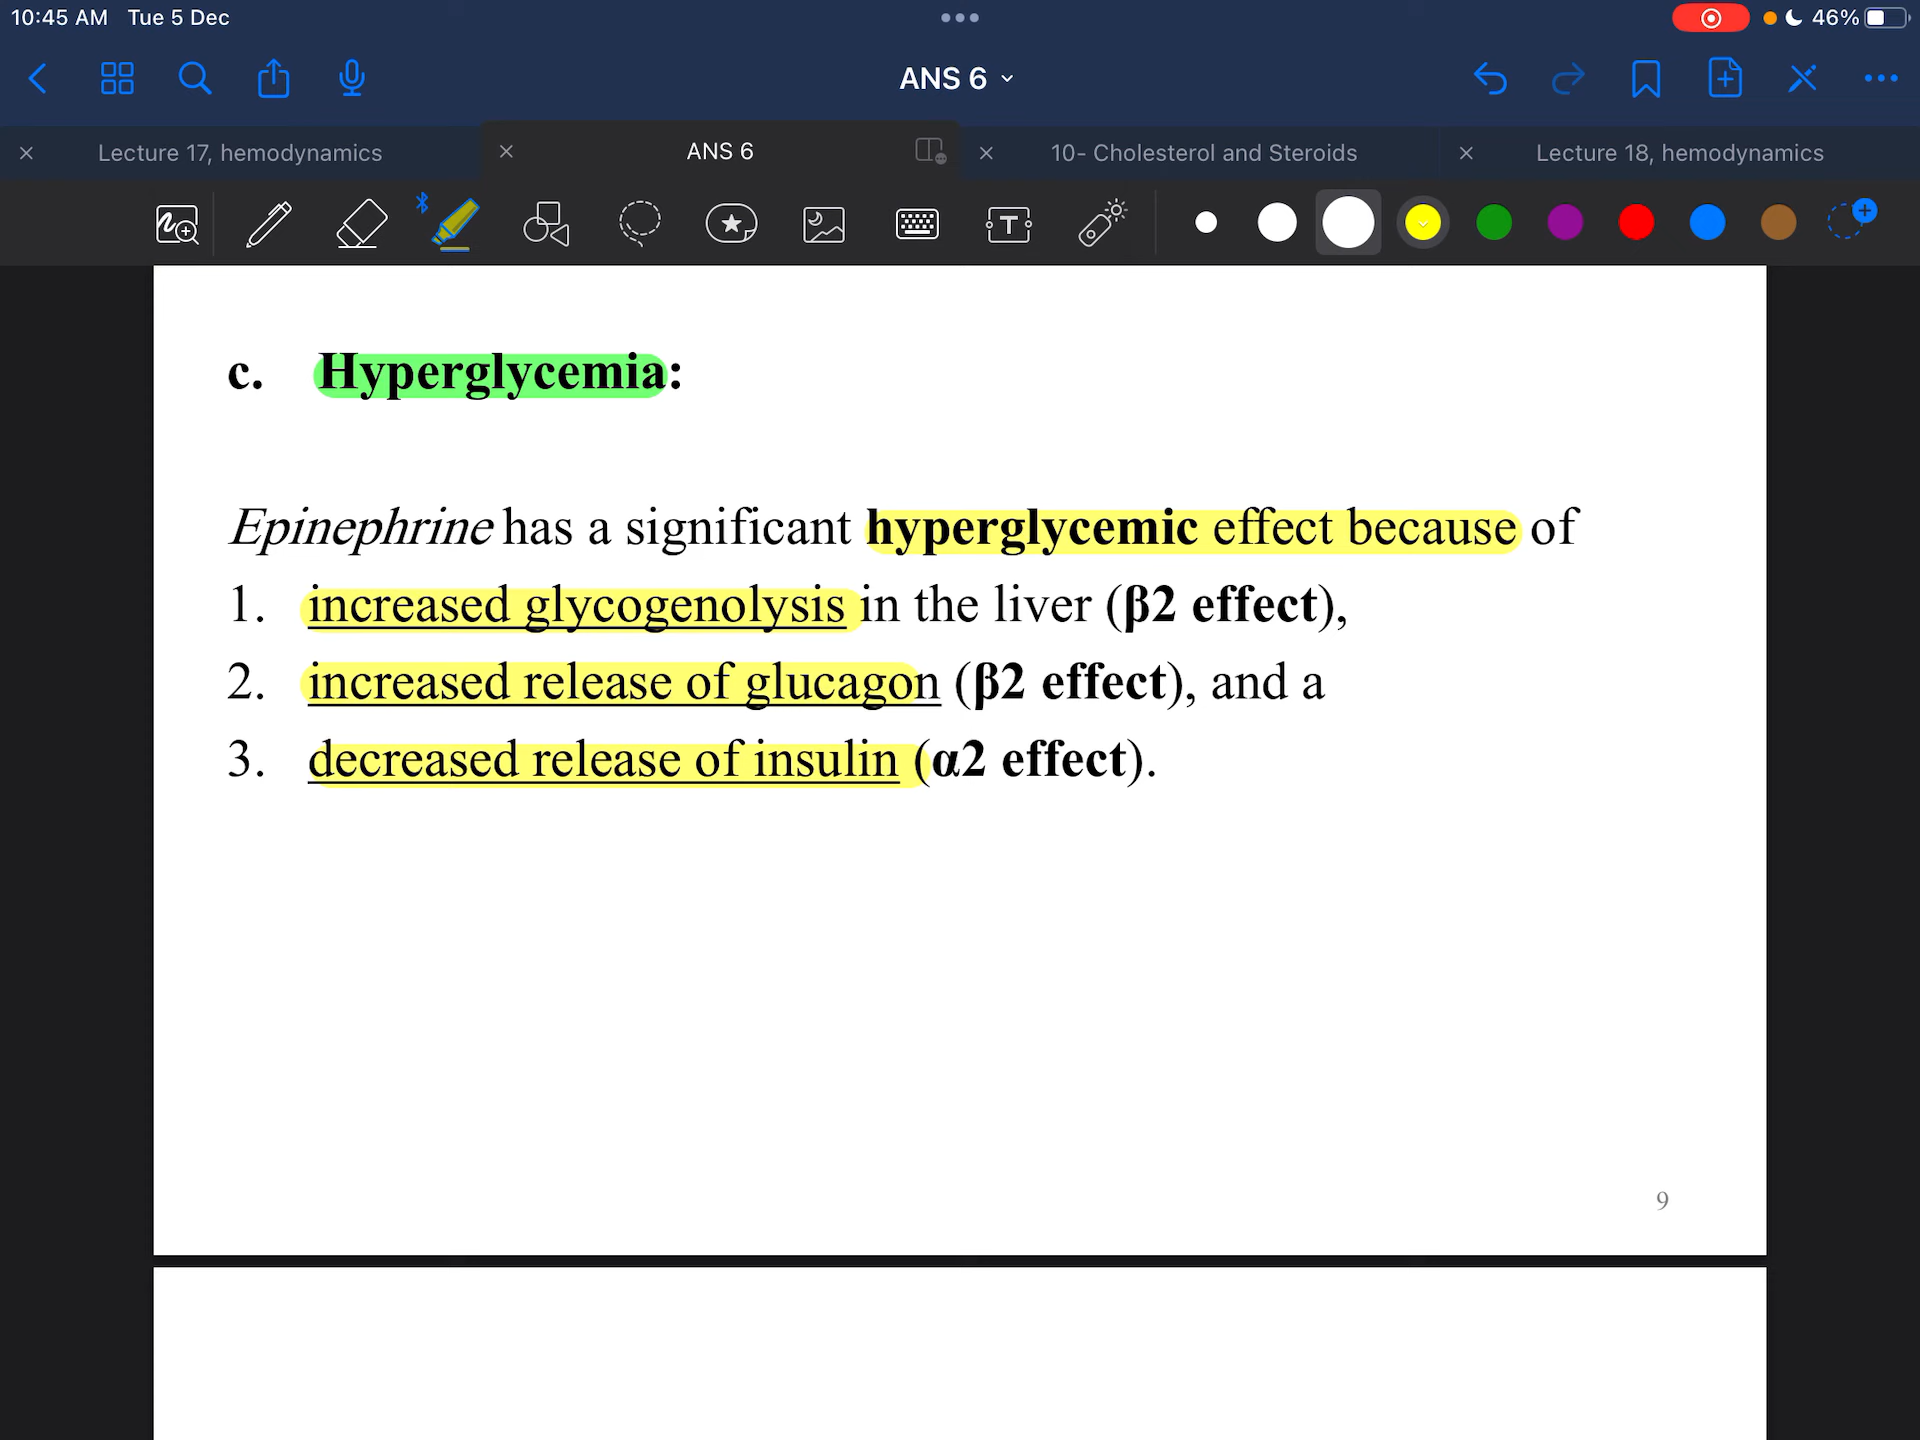 10:45 AM Tue 5 Dec
46%
ANS 6
Lecture 17, hemodynamics
ANS 6
10- Cholesterol and Steroids
Lecture 18, hemodynamics
T
c. Hyperglycemia:
Epinephrine has a significant hyperglycemic effect because of
1. increased glycogenolysis in the liver (β2 effect),
2. increased release of glucagon (β2 effect), and a
3. decreased release of insulin (α2 effect).
9